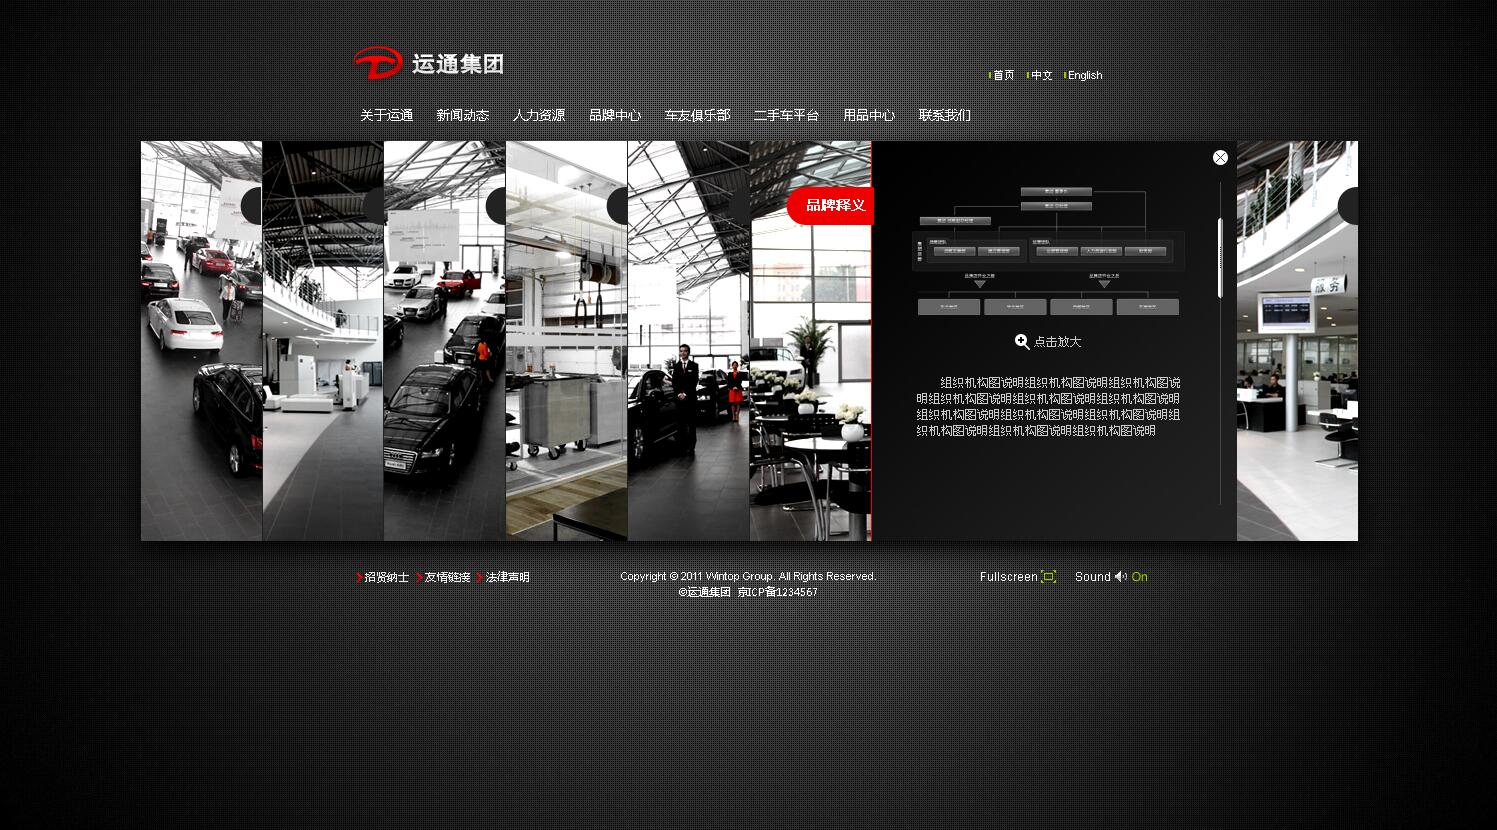 运通集团
首页 中文 English
关于运通 新闻动态 人力资源 品牌中心 车友俱乐部 二手车平台 用品中心 联系我们
品牌释义
服务
点击放大
组织机构图说明组织机构图说明组织机构图说
明组织机构图说明组织机构图说明组织机构图说明
组织机构图说明组织机构图说明组织机构图说明组
织机构图说明组织机构图说明组织机构图说明
招贤纳士 友情链接 法律声明
Copyright © 2011 Wintop Group. All Rights Reserved.
©运通集团 京ICP备1234567
Fullscreen Sound On